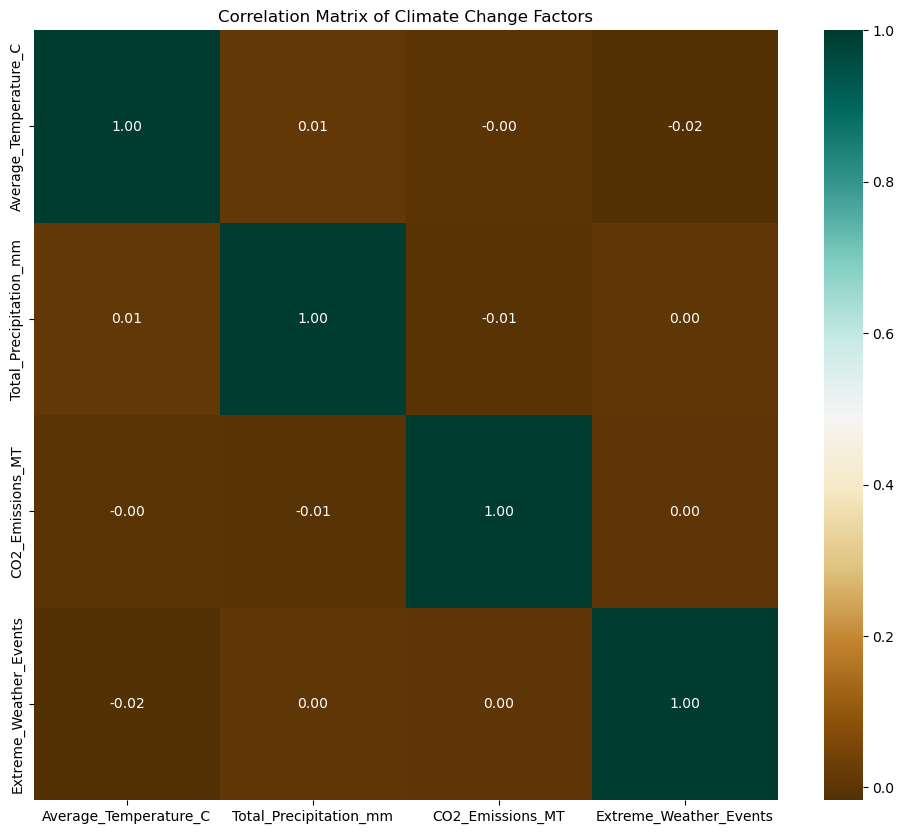 Correlation Matrix of Climate Change Factors
Average_Temperature_C
1.00
0.01
-0.00
-0.02
Total_Precipitation_mm
0.01
1.00
-0.01
0.00
CO2_Emissions_MT
-0.00
-0.01
1.00
0.00
Extreme_Weather_Events
-0.02
0.00
0.00
1.00
Average_Temperature_C
Total_Precipitation_mm
CO2_Emissions_MT
Extreme_Weather_Events
1.0
0.8
0.6
0.4
0.2
0.0